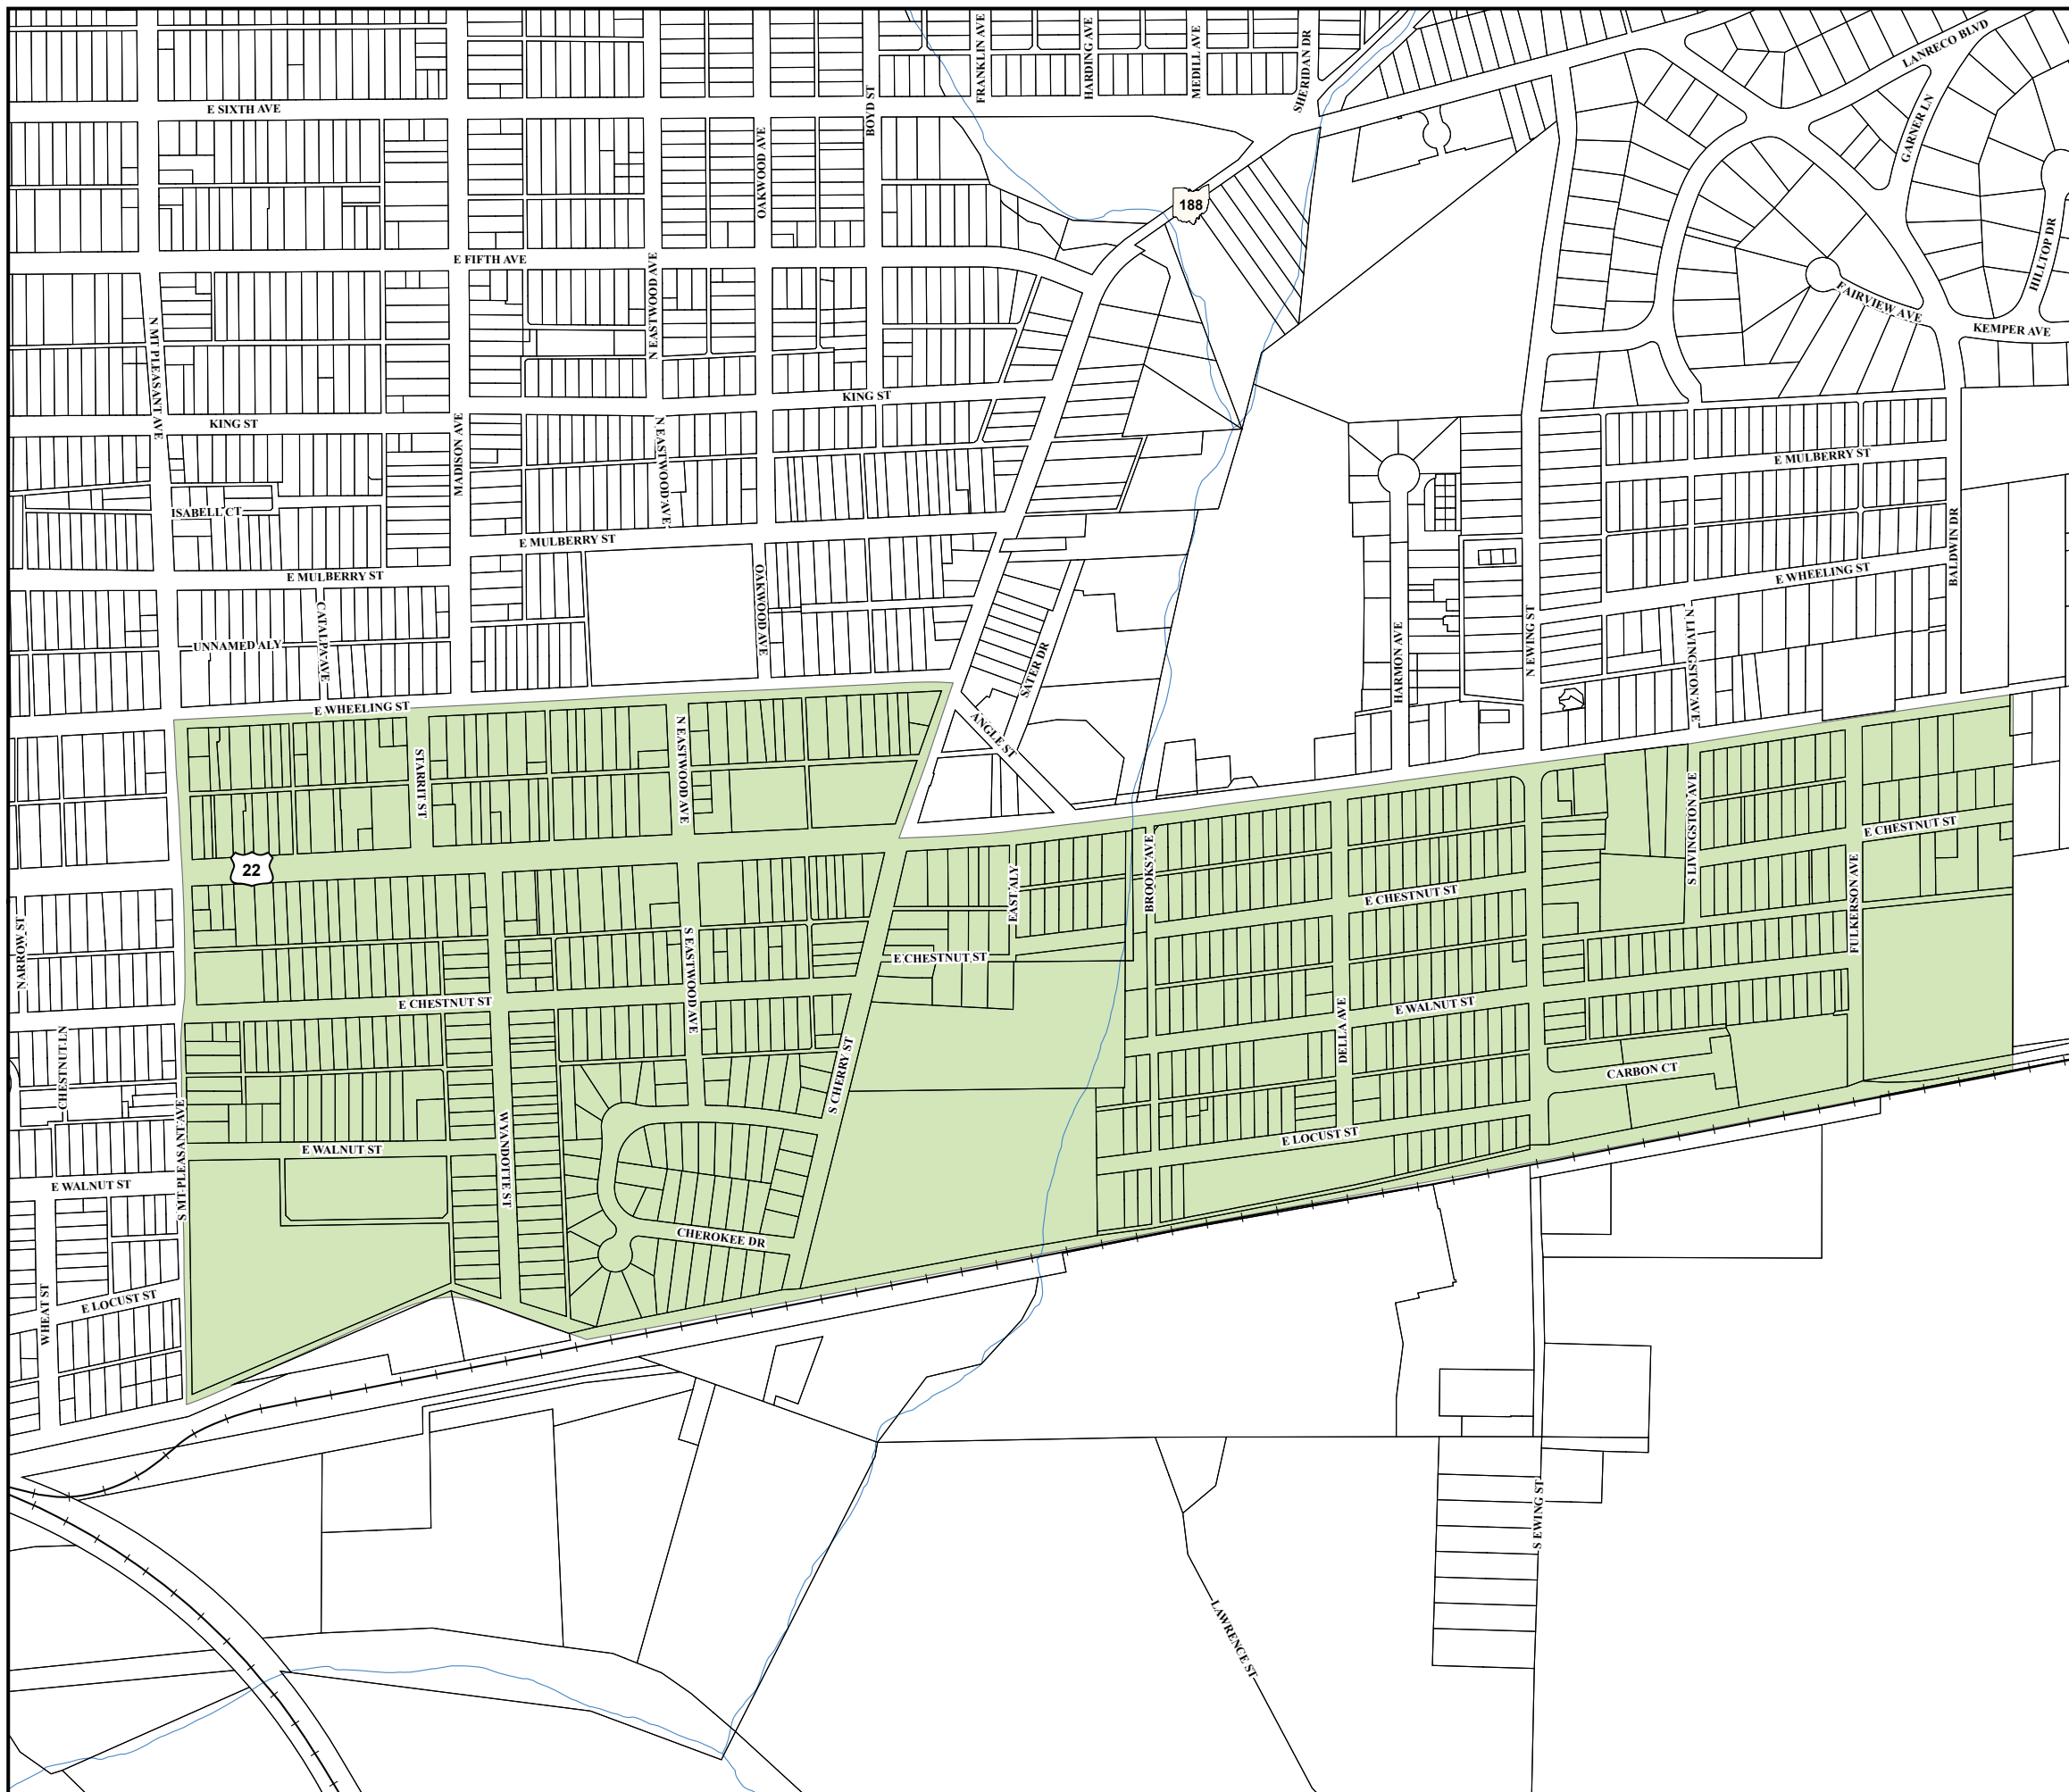 FRANKLIN AVE
HARDING AVE
MEDILL AVE
SHERIDAN DR
LANRECO BLVD
E SIXTH AVE
BOYD ST
GARNER LN
OAKWOOD AVE
188
HILLTOP DR
E FIFTH AVE
N EASTWOOD AVE
FAIRVIEW AVE
KEMPER AVE
N MT PLEASANT AVE
KING ST
KING ST
MADISON AVE
N EASTWOOD AVE
E MULBERRY ST
ISABELL CT
E MULBERRY ST
BALDWIN DR
E MULBERRY ST
E WHEELING ST
OAKWOOD AVE
CATALPA AVE
UNNAMED ALY
N EWING ST
HARMON AVE
N LIVINGSTON AVE
SATER DR
E WHEELING ST
ANGLE ST
N EASTWOOD AVE
STARRIT ST
S LIVINGSTON AVE
E CHESTNUT ST
22
BROOKS AVE
EAST ALY
E CHESTNUT ST
FULKERSON AVE
N ARROW ST
S EASTWOOD AVE
E CHESTNUT ST
E CHESTNUT ST
E WALNUT ST
DELLA AVE
CHESTNUT LN
S CHERRY ST
CARBON CT
S MT PLEASANT AVE
WYANDOTTE ST
E LOCUST ST
E WALNUT ST
E WALNUT ST
CHEROKEE DR
E LOCUST ST
WHEAT ST
S EWING ST
LAWRENCE ST